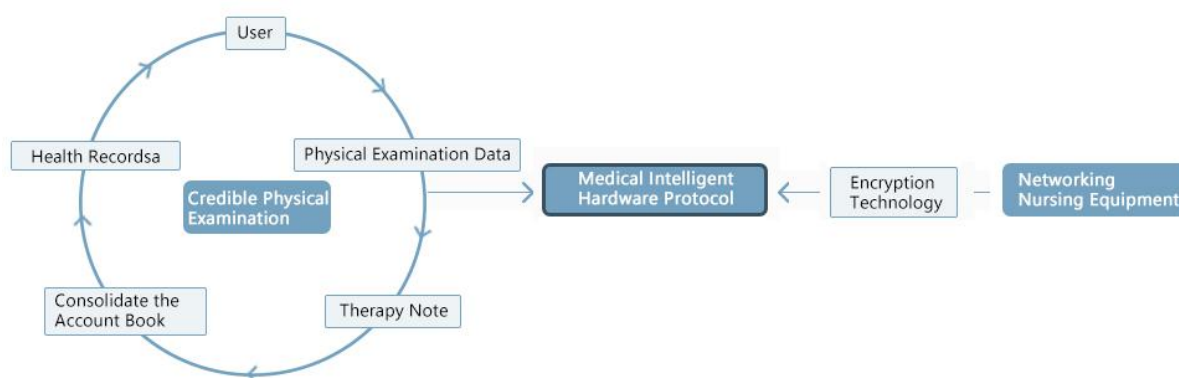 User
Health Recordsa
Physical Examination Data
Credible Physical
Examination
Medical Intelligent
Hardware Protocol
Encryption
Technology
Networking
Nursing Equipment
Consolidate the
Account Book
Therapy Note